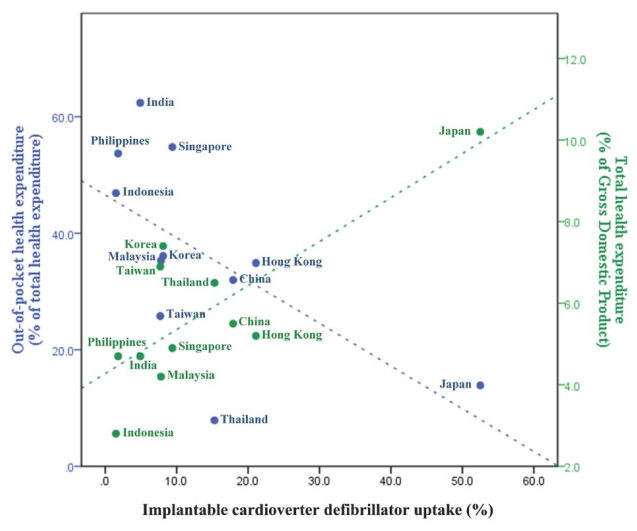 12.0
India
60.0
Philippines
Singapore
Japan
10.0
Indonesia
8.0
Korea
40.0
Malaysia
Korea
Taiwan
Hong Kong
Thailand
China
6.0
Taiwan
China
Hong Kong
20.0
Philippines
Singapore
India
Malaysia
4.0
Japan
Thailand
Indonesia
.0
2.0
.0
10.0
20.0
30.0
40.0
50.0
60.0
Out-of-pocket health expenditure
(% of total health expenditure)
Total health expenditure
(% of Gross Domestic Product)
Implantable cardioverter defibrillator uptake (%)